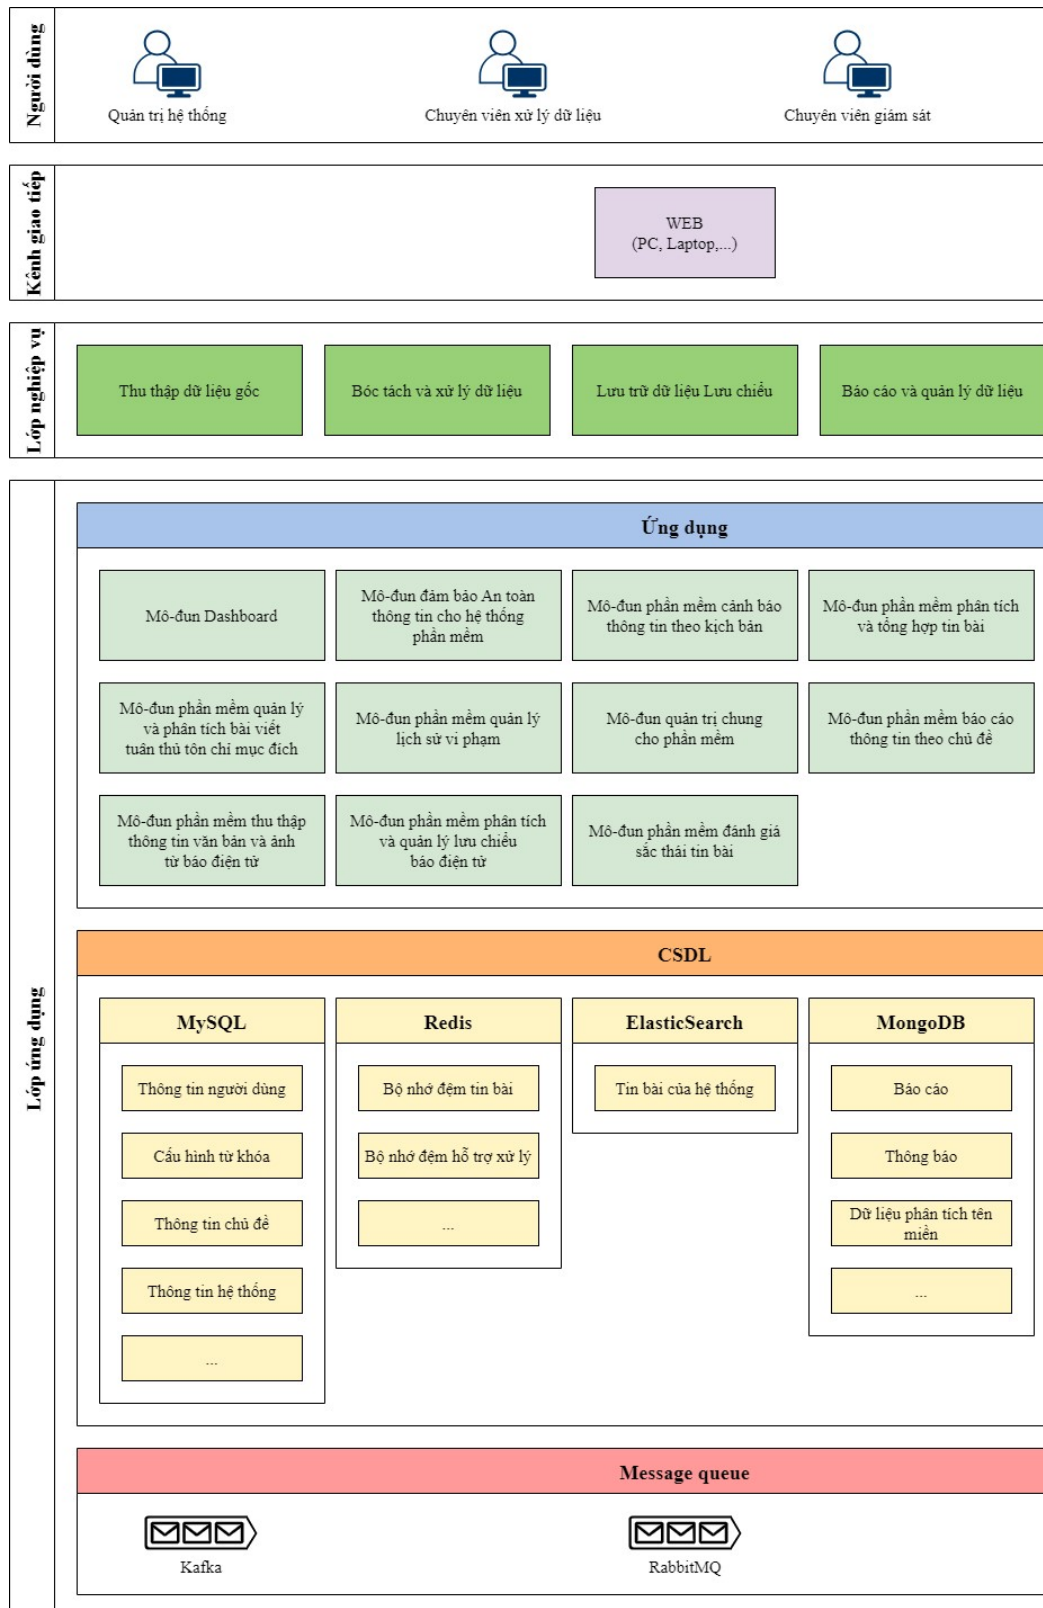 Người dùng
Quản trị hệ thống
Chuyên viên xử lý dữ liệu
Chuyên viên giám sát
Kênh giao tiếp
WEB
(PC, Laptop,...)
Lớp nghiệp vụ
Thu thập dữ liệu gốc
Bóc tách và xử lý dữ liệu
Lưu trữ dữ liệu Lưu chiểu
Báo cáo và quản lý dữ liệu
Lớp ứng dụng
Ứng dụng
Mô-đun Dashboard
Mô-đun đảm bảo An toàn
thông tin cho hệ thống
phần mềm
Mô-đun phần mềm cảnh báo
thông tin theo kịch bản
Mô-đun phần mềm phân tích
và tổng hợp tin bài
Mô-đun phần mềm quản lý
và phân tích bài viết
tuân thủ tôn chỉ mục đích
Mô-đun phần mềm quản lý
lịch sử vi phạm
Mô-đun quản trị chung
cho phần mềm
Mô-đun phần mềm báo cáo
thông tin theo chủ đề
Mô-đun phần mềm thu thập
thông tin văn bản và ảnh
từ báo điện tử
Mô-đun phần mềm phân tích
và quản lý lưu chiểu
báo điện tử
Mô-đun phần mềm đánh giá
sắc thái tin bài
CSDL
MySQL
Thông tin người dùng
Cấu hình từ khóa
Thông tin chủ đề
Thông tin hệ thống
...
Redis
Bộ nhớ đệm tin bài
Bộ nhớ đệm hỗ trợ xử lý
...
ElasticSearch
Tin bài của hệ thống
MongoDB
Báo cáo
Thông báo
Dữ liệu phân tích tên
miền
...
Message queue
Kafka
RabbitMQ